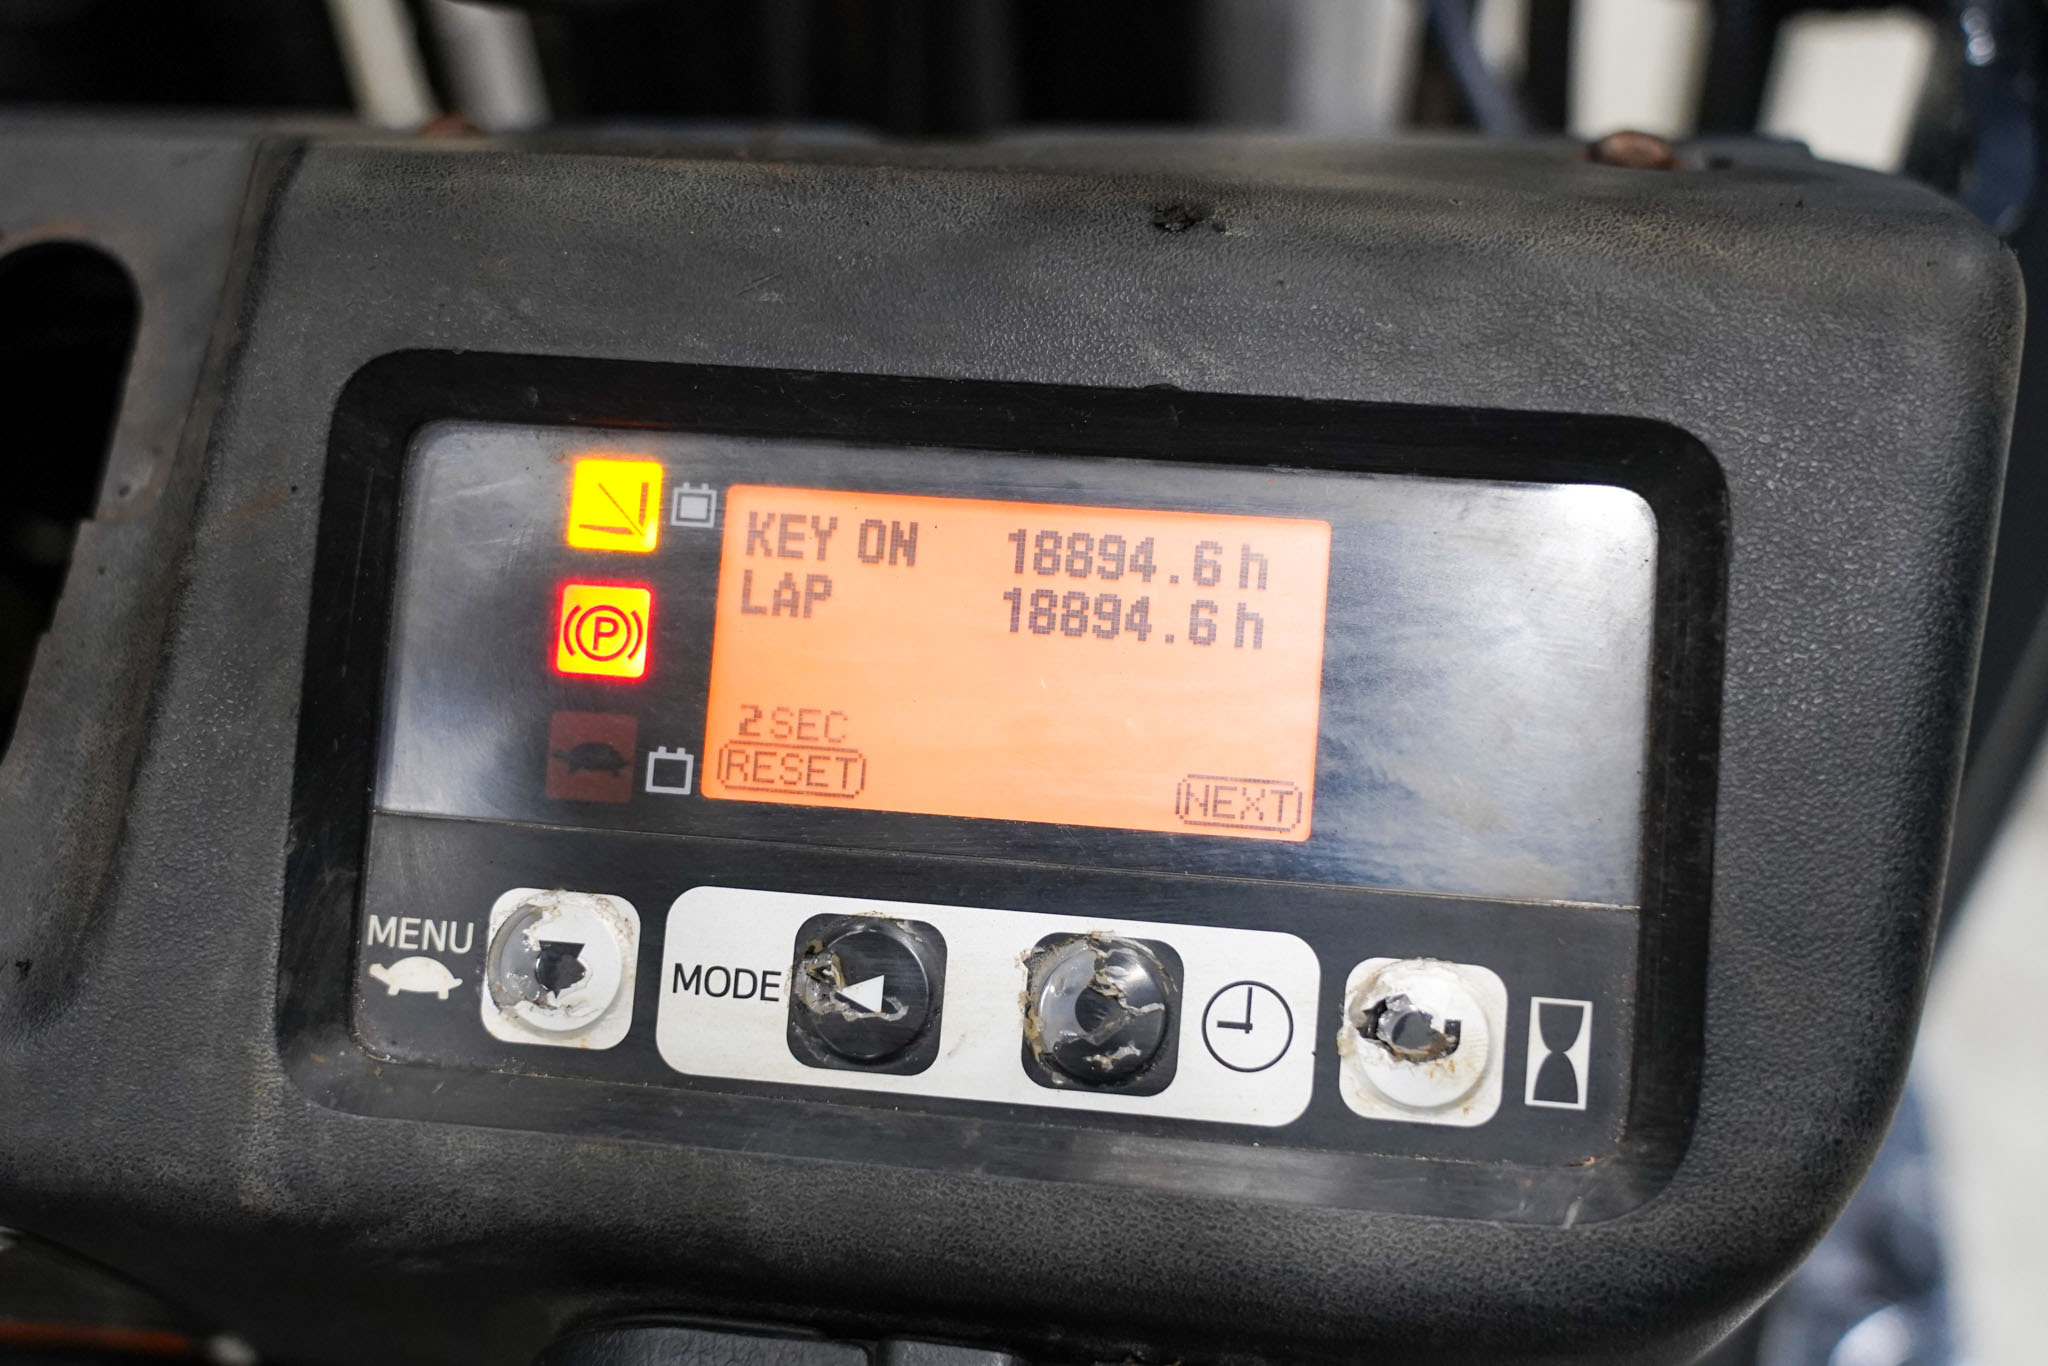 KEY ON 18894.6 h
LAP 18894.6 h
2 SEC
RESET
NEXT
P
MENU
MODE